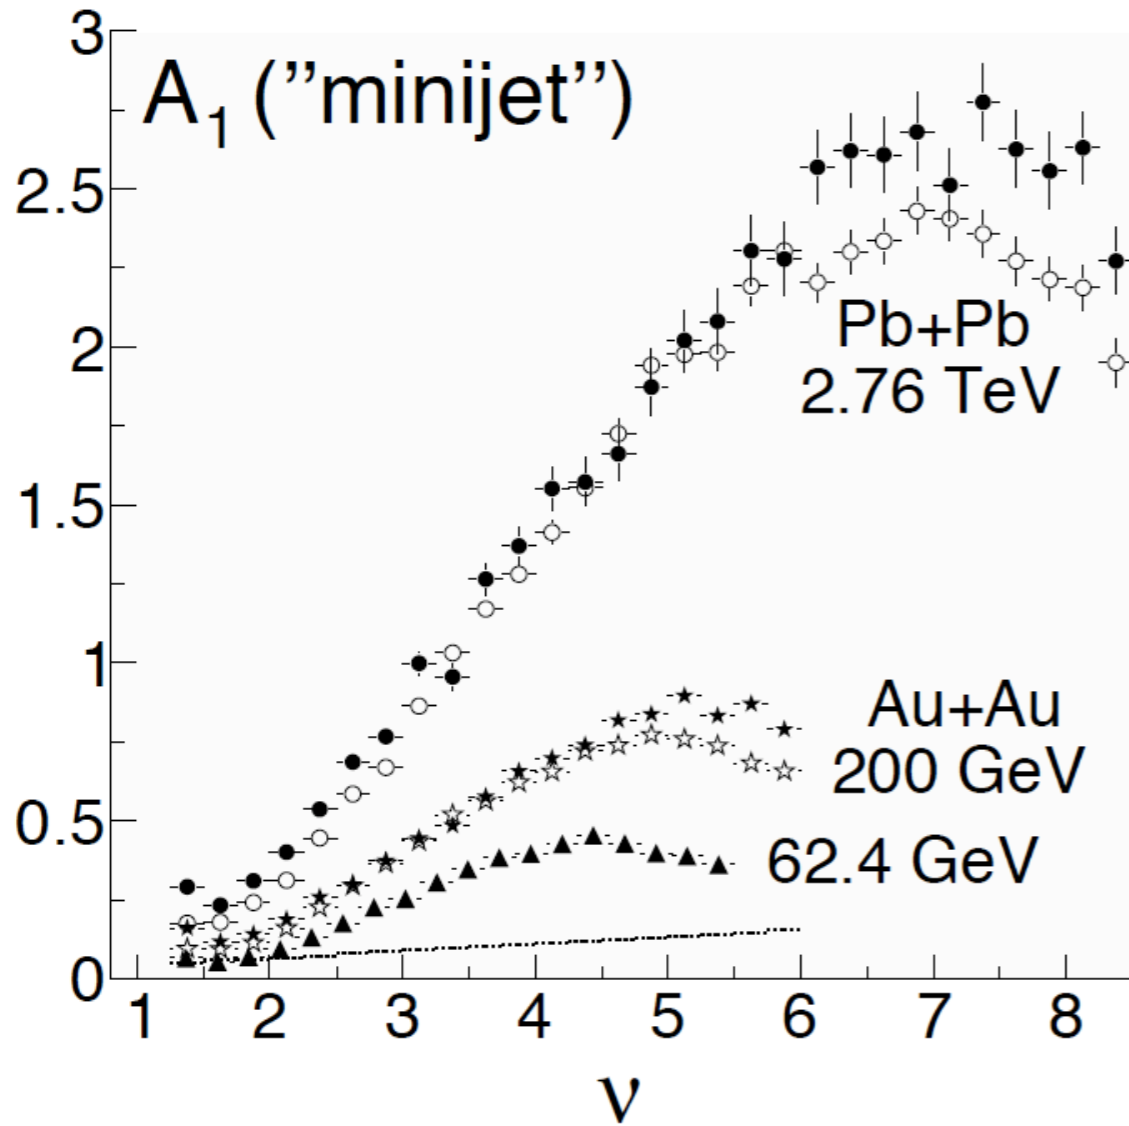 A1 (”minijet”)
3
2.5
2
1.5
1
0.5
0
Pb+Pb
2.76 TeV
Au+Au
200 GeV
62.4 GeV
1 2 3 4 5 6 7 8
ν